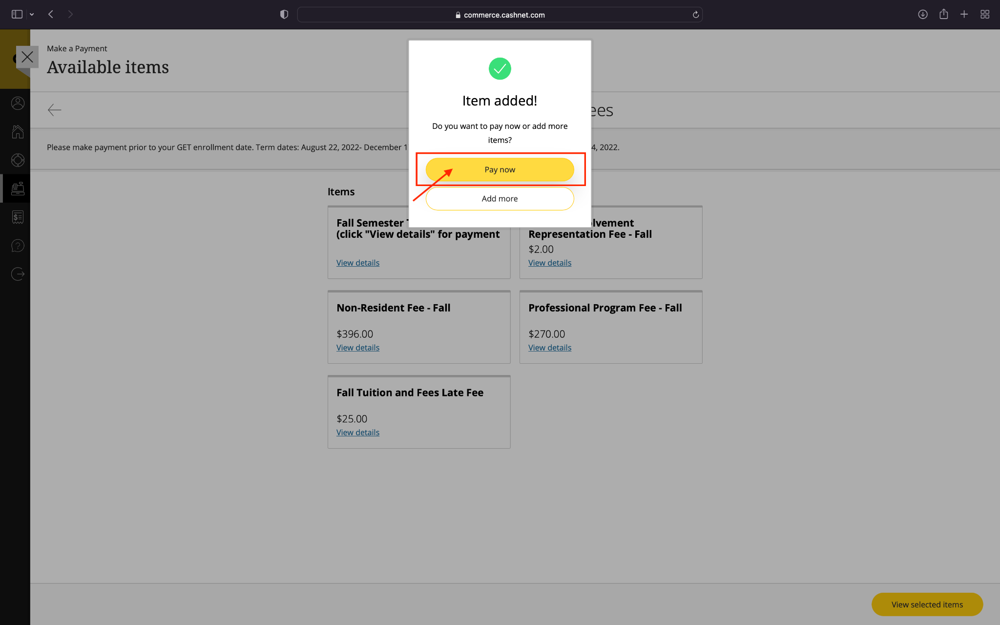 commerce.cashnet.com
Make a Payment
Available items
Item added!
Do you want to pay now or add more
items?
Pay now
Add more
Please make payment prior to your GET enrollment date. Term dates: August 22, 2022- December 1
4, 2022.
Items
Fall Semester
(click "View details" for payment
View details
Representation Fee - Fall
$2.00
View details
Non-Resident Fee - Fall
$396.00
View details
Professional Program Fee - Fall
$270.00
View details
Fall Tuition and Fees Late Fee
$25.00
View details
View selected items